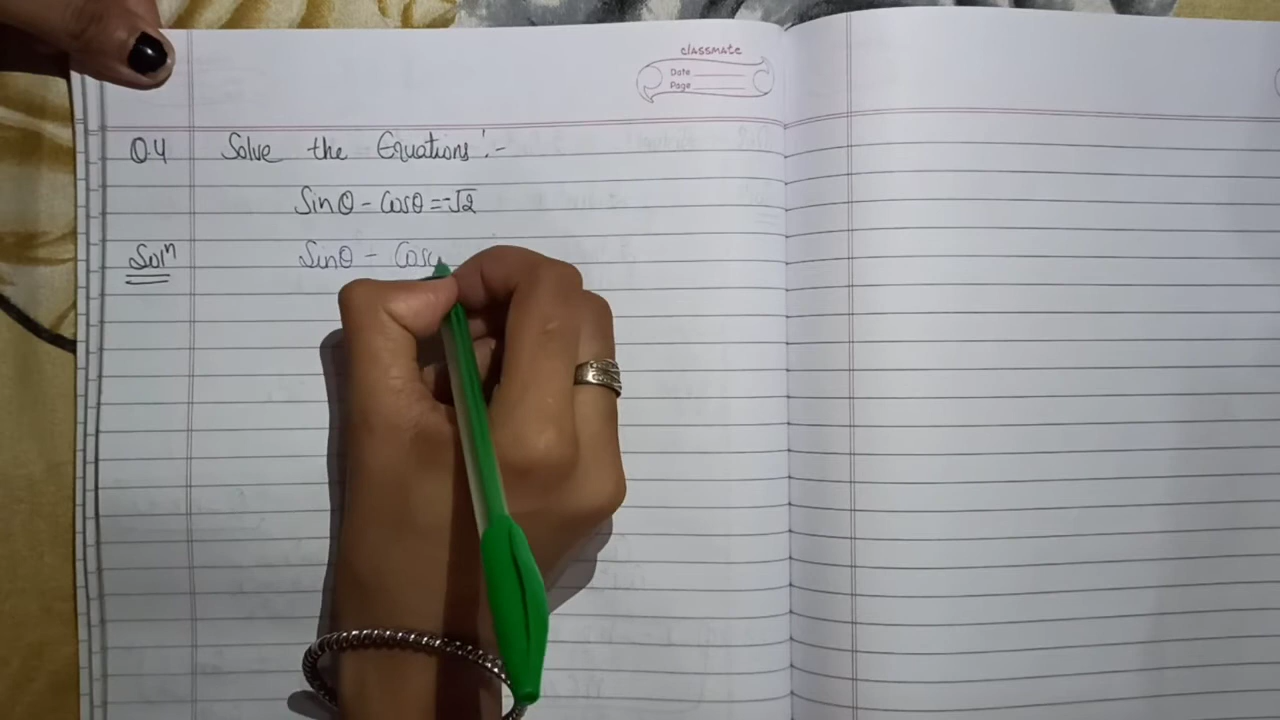 classmate
Date
Page
Q4 Solve the Equations:-
Sinθ - Cosθ = -√2
Solⁿ Sinθ - Cos